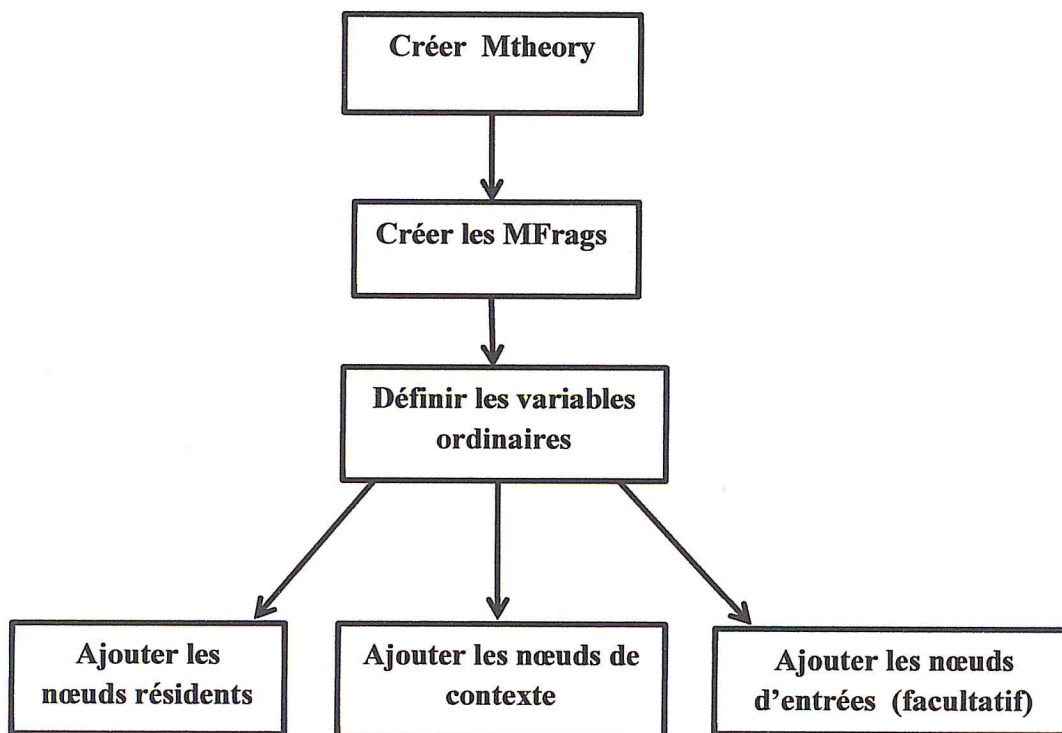 Créer Mtheory
Créer les MFrags
Définir les variables
ordinaires
Ajouter les
nœuds résidents
Ajouter les nœuds de
contexte
Ajouter les nœuds
d'entrées (facultatif)